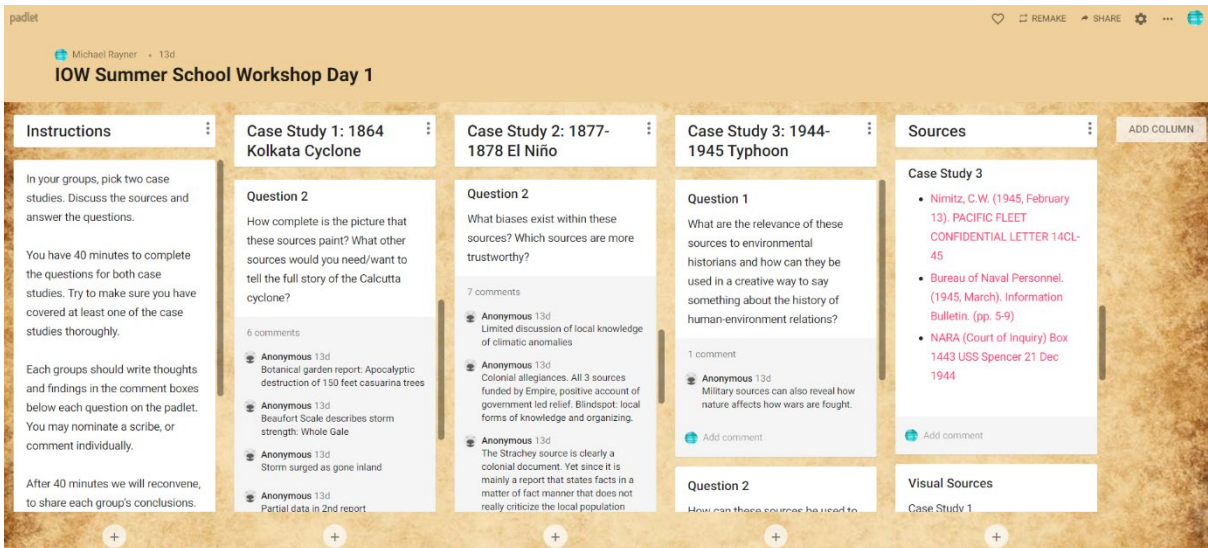 padlet
REMAKE
SHARE
Michael Rayner • 13d
IOW Summer School Workshop Day 1
Instructions
In your groups, pick two case
studies. Discuss the sources and
answer the questions.
You have 40 minutes to complete
the questions for both case
studies. Try to make sure you have
covered at least one of the case
studies thoroughly.
Each groups should write thoughts
and findings in the comment boxes
below each question on the padlet.
You may nominate a scribe, or
comment individually.
After 40 minutes we will reconvene,
to share each group's conclusions.
Case Study 1: 1864
Kolkata Cyclone
Question 2
How complete is the picture that
these sources paint? What other
sources would you need/want to
tell the full story of the Calcutta
cyclone?
6 comments
Anonymous 13d
Botanical garden report: Apocalyptic
destruction of 150 feet casuarina trees
Anonymous 13d
Beaufort Scale describes storm
strength: Whole Gale
Anonymous 13d
Storm surged as gone inland
Anonymous 13d
Partial data in 2nd report
Case Study 2: 1877-
1878 El Niño
Question 2
What biases exist within these
sources? Which sources are more
trustworthy?
7 comments
Anonymous 13d
Limited discussion of local knowledge
of climatic anomalies
Anonymous 13d
Colonial allegiances. All 3 sources
funded by Empire, positive account of
government led relief. Blindspot: local
forms of knowledge and organizing.
Anonymous 13d
The Strachey source is clearly a
colonial document. Yet since it is
mainly a report that states facts in a
matter of fact manner that does not
really criticize the local population
Case Study 3: 1944-
1945 Typhoon
Question 1
What are the relevance of these
sources to environmental
historians and how can they be
used in a creative way to say
something about the history of
human-environment relations?
1 comment
Anonymous 13d
Military sources can also reveal how
nature affects how wars are fought.
Add comment
Question 2
How can these sources be used to
Sources
Case Study 3
• Nimitz, C.W. (1945, February
13). PACIFIC FLEET
CONFIDENTIAL LETTER 14CL-
45
• Bureau of Naval Personnel.
(1945, March). Information
Bulletin. (pp. 5-9)
• NARA (Court of Inquiry) Box
1443 USS Spencer 21 Dec
1944
Add comment
Visual Sources
Case Study 1
ADD COLUMN